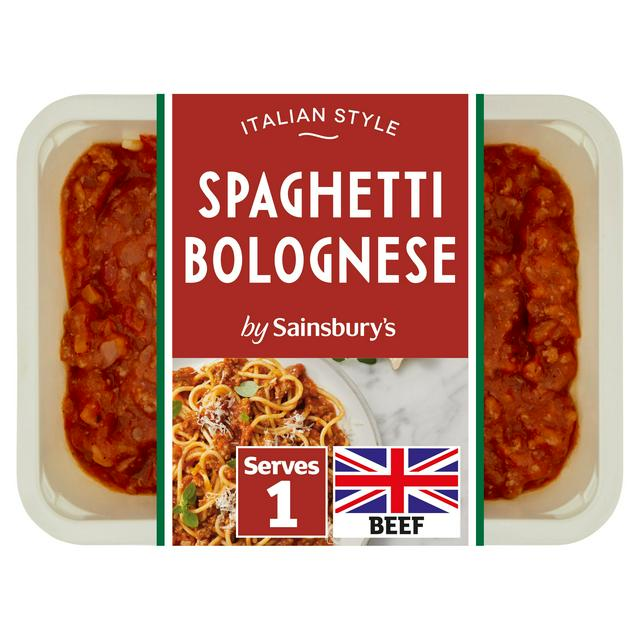 ITALIAN STYLE
SPAGHETTI
BOLOGNESE
by Sainsbury's
Serves
1
BEEF